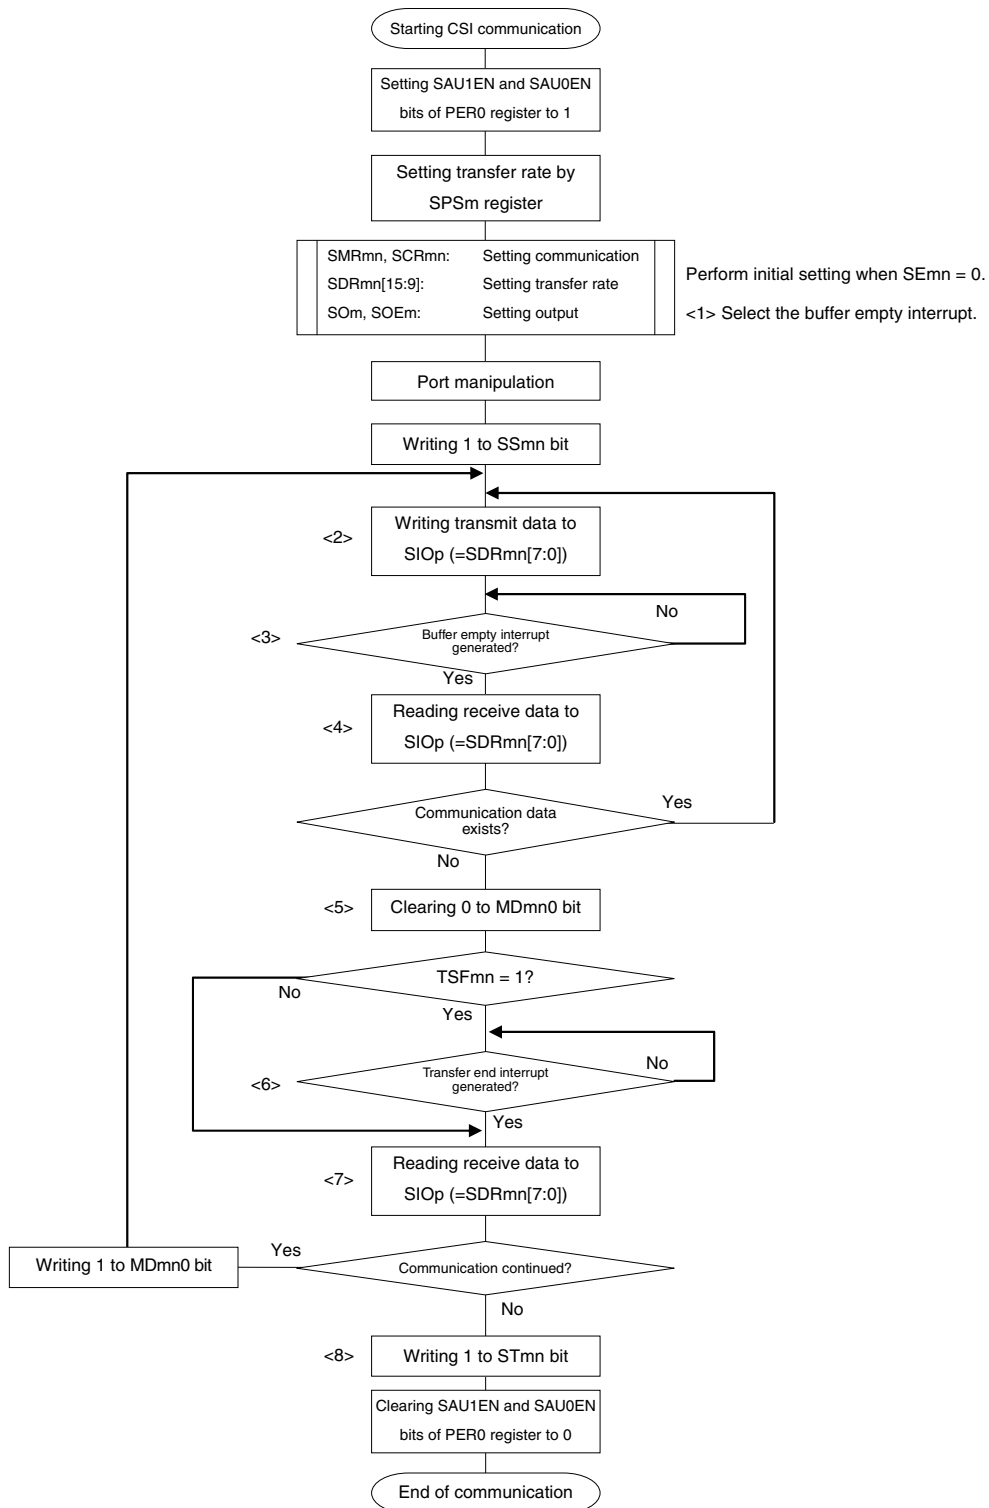 Starting CSI communication
Setting SAU1EN and SAU0EN
bits of PER0 register to 1
Setting transfer rate by
SPSm register
SMRmn, SCRmn: Setting communication
SDRmn[15:9]: Setting transfer rate
SOm, SOEm: Setting output
Perform initial setting when SEmn = 0.
<1> Select the buffer empty interrupt.
Port manipulation
Writing 1 to SSmn bit
<2>
Writing transmit data to
SIOp (=SDRmn[7:0])
No
<3>
Buffer empty interrupt
generated?
Yes
<4>
Reading receive data to
SIOp (=SDRmn[7:0])
Communication data
exists?
Yes
No
<5>
Clearing 0 to MDmn0 bit
TSFmn = 1?
No
Yes
<6>
Transfer end interrupt
generated?
No
Yes
<7>
Reading receive data to
SIOp (=SDRmn[7:0])
Writing 1 to MDmn0 bit
Yes
Communication continued?
No
<8>
Writing 1 to STmn bit
Clearing SAU1EN and SAU0EN
bits of PER0 register to 0
End of communication